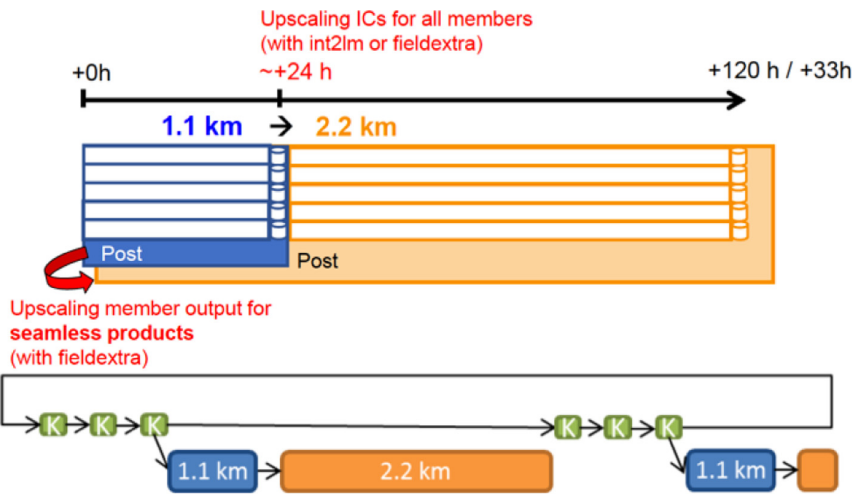 Upscaling ICs for all members
(with int2lm or fieldextra)
+0h
~+24 h
+120 h / +33h
1.1 km → 2.2 km
Post
Post
Upscaling member output for
seamless products
(with fieldextra)
K K K K K K
1.1 km 2.2 km 1.1 km